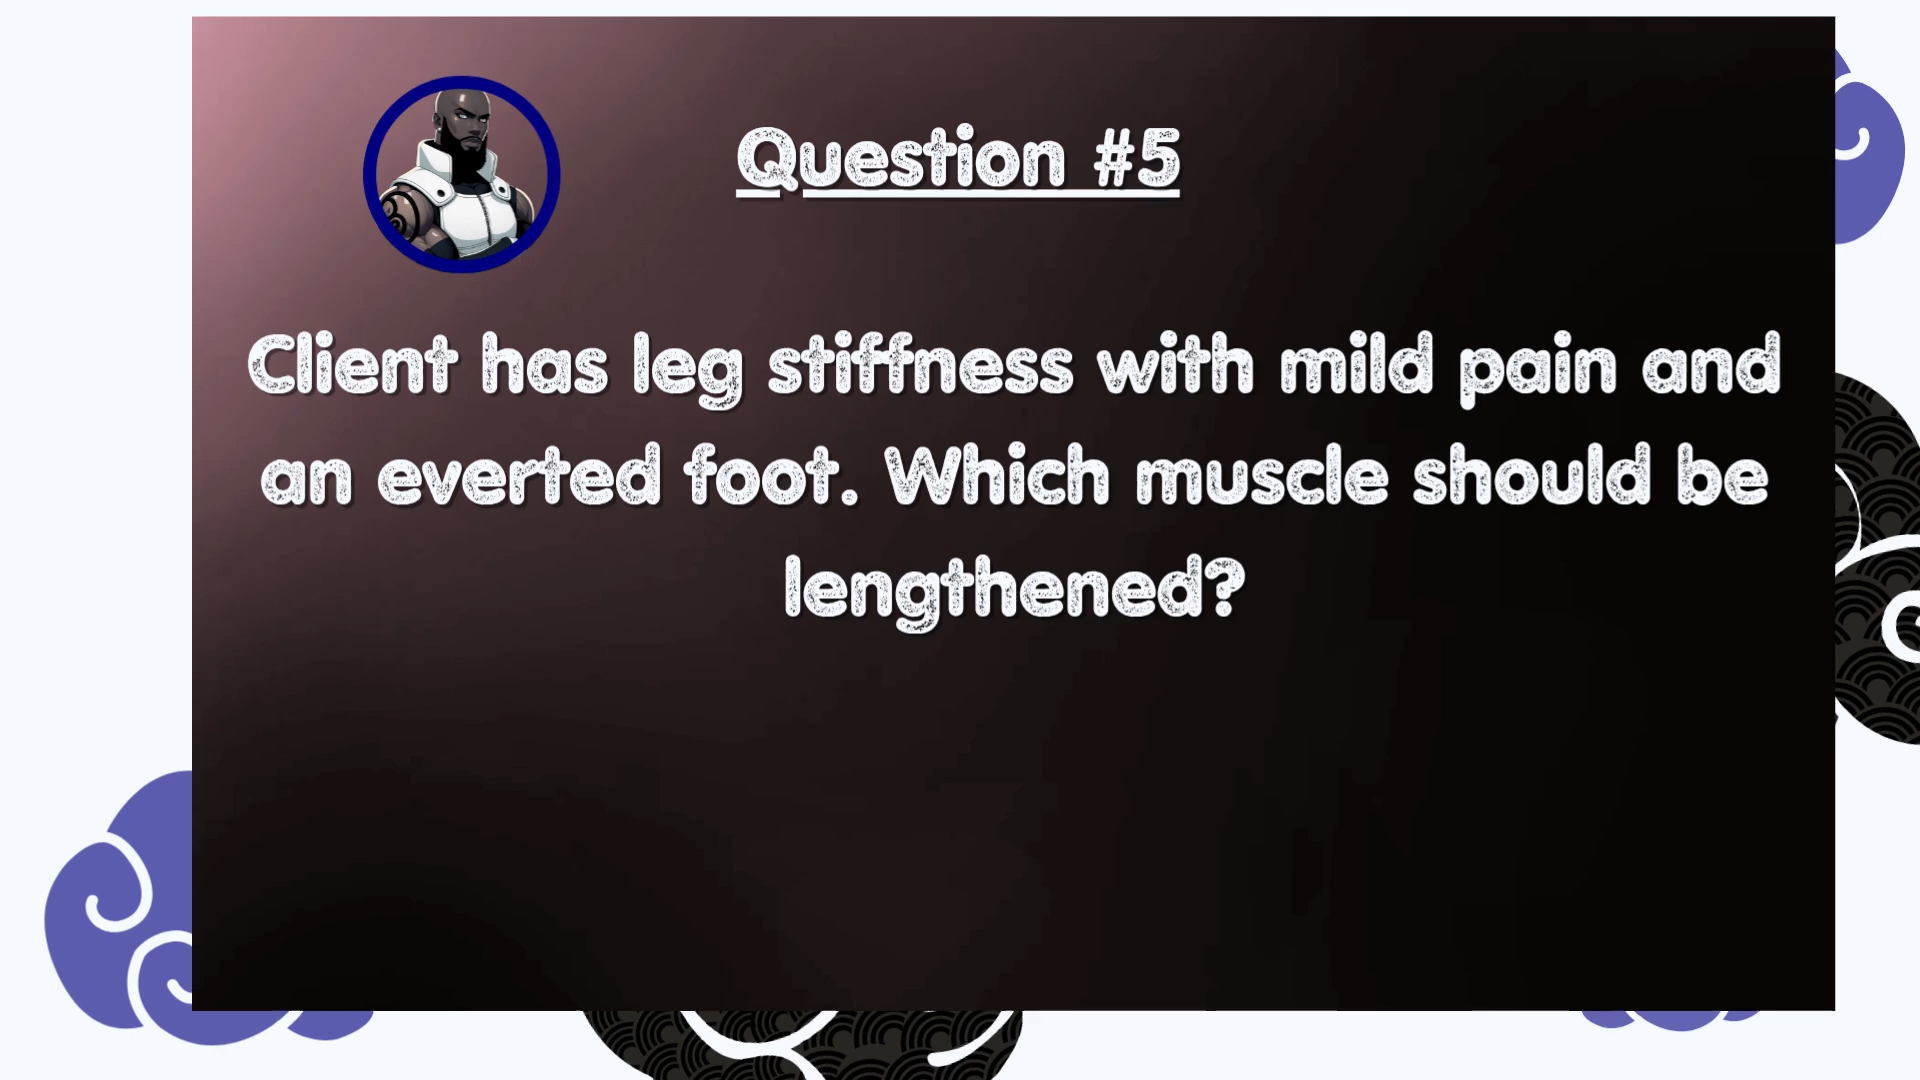 Question #5
Client has leg stiffness with mild pain and
an everted foot. Which muscle should be
lengthened?